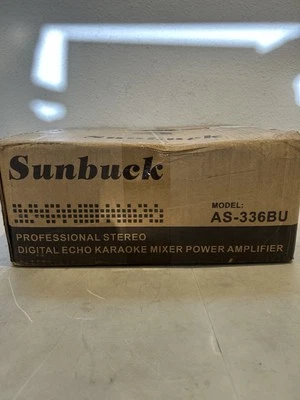 Sunbuck
MODEL:
AS-336BU
PROFESSIONAL STEREO
DIGITAL ECHO KARAOKE MIXER POWER AMPLIFIER